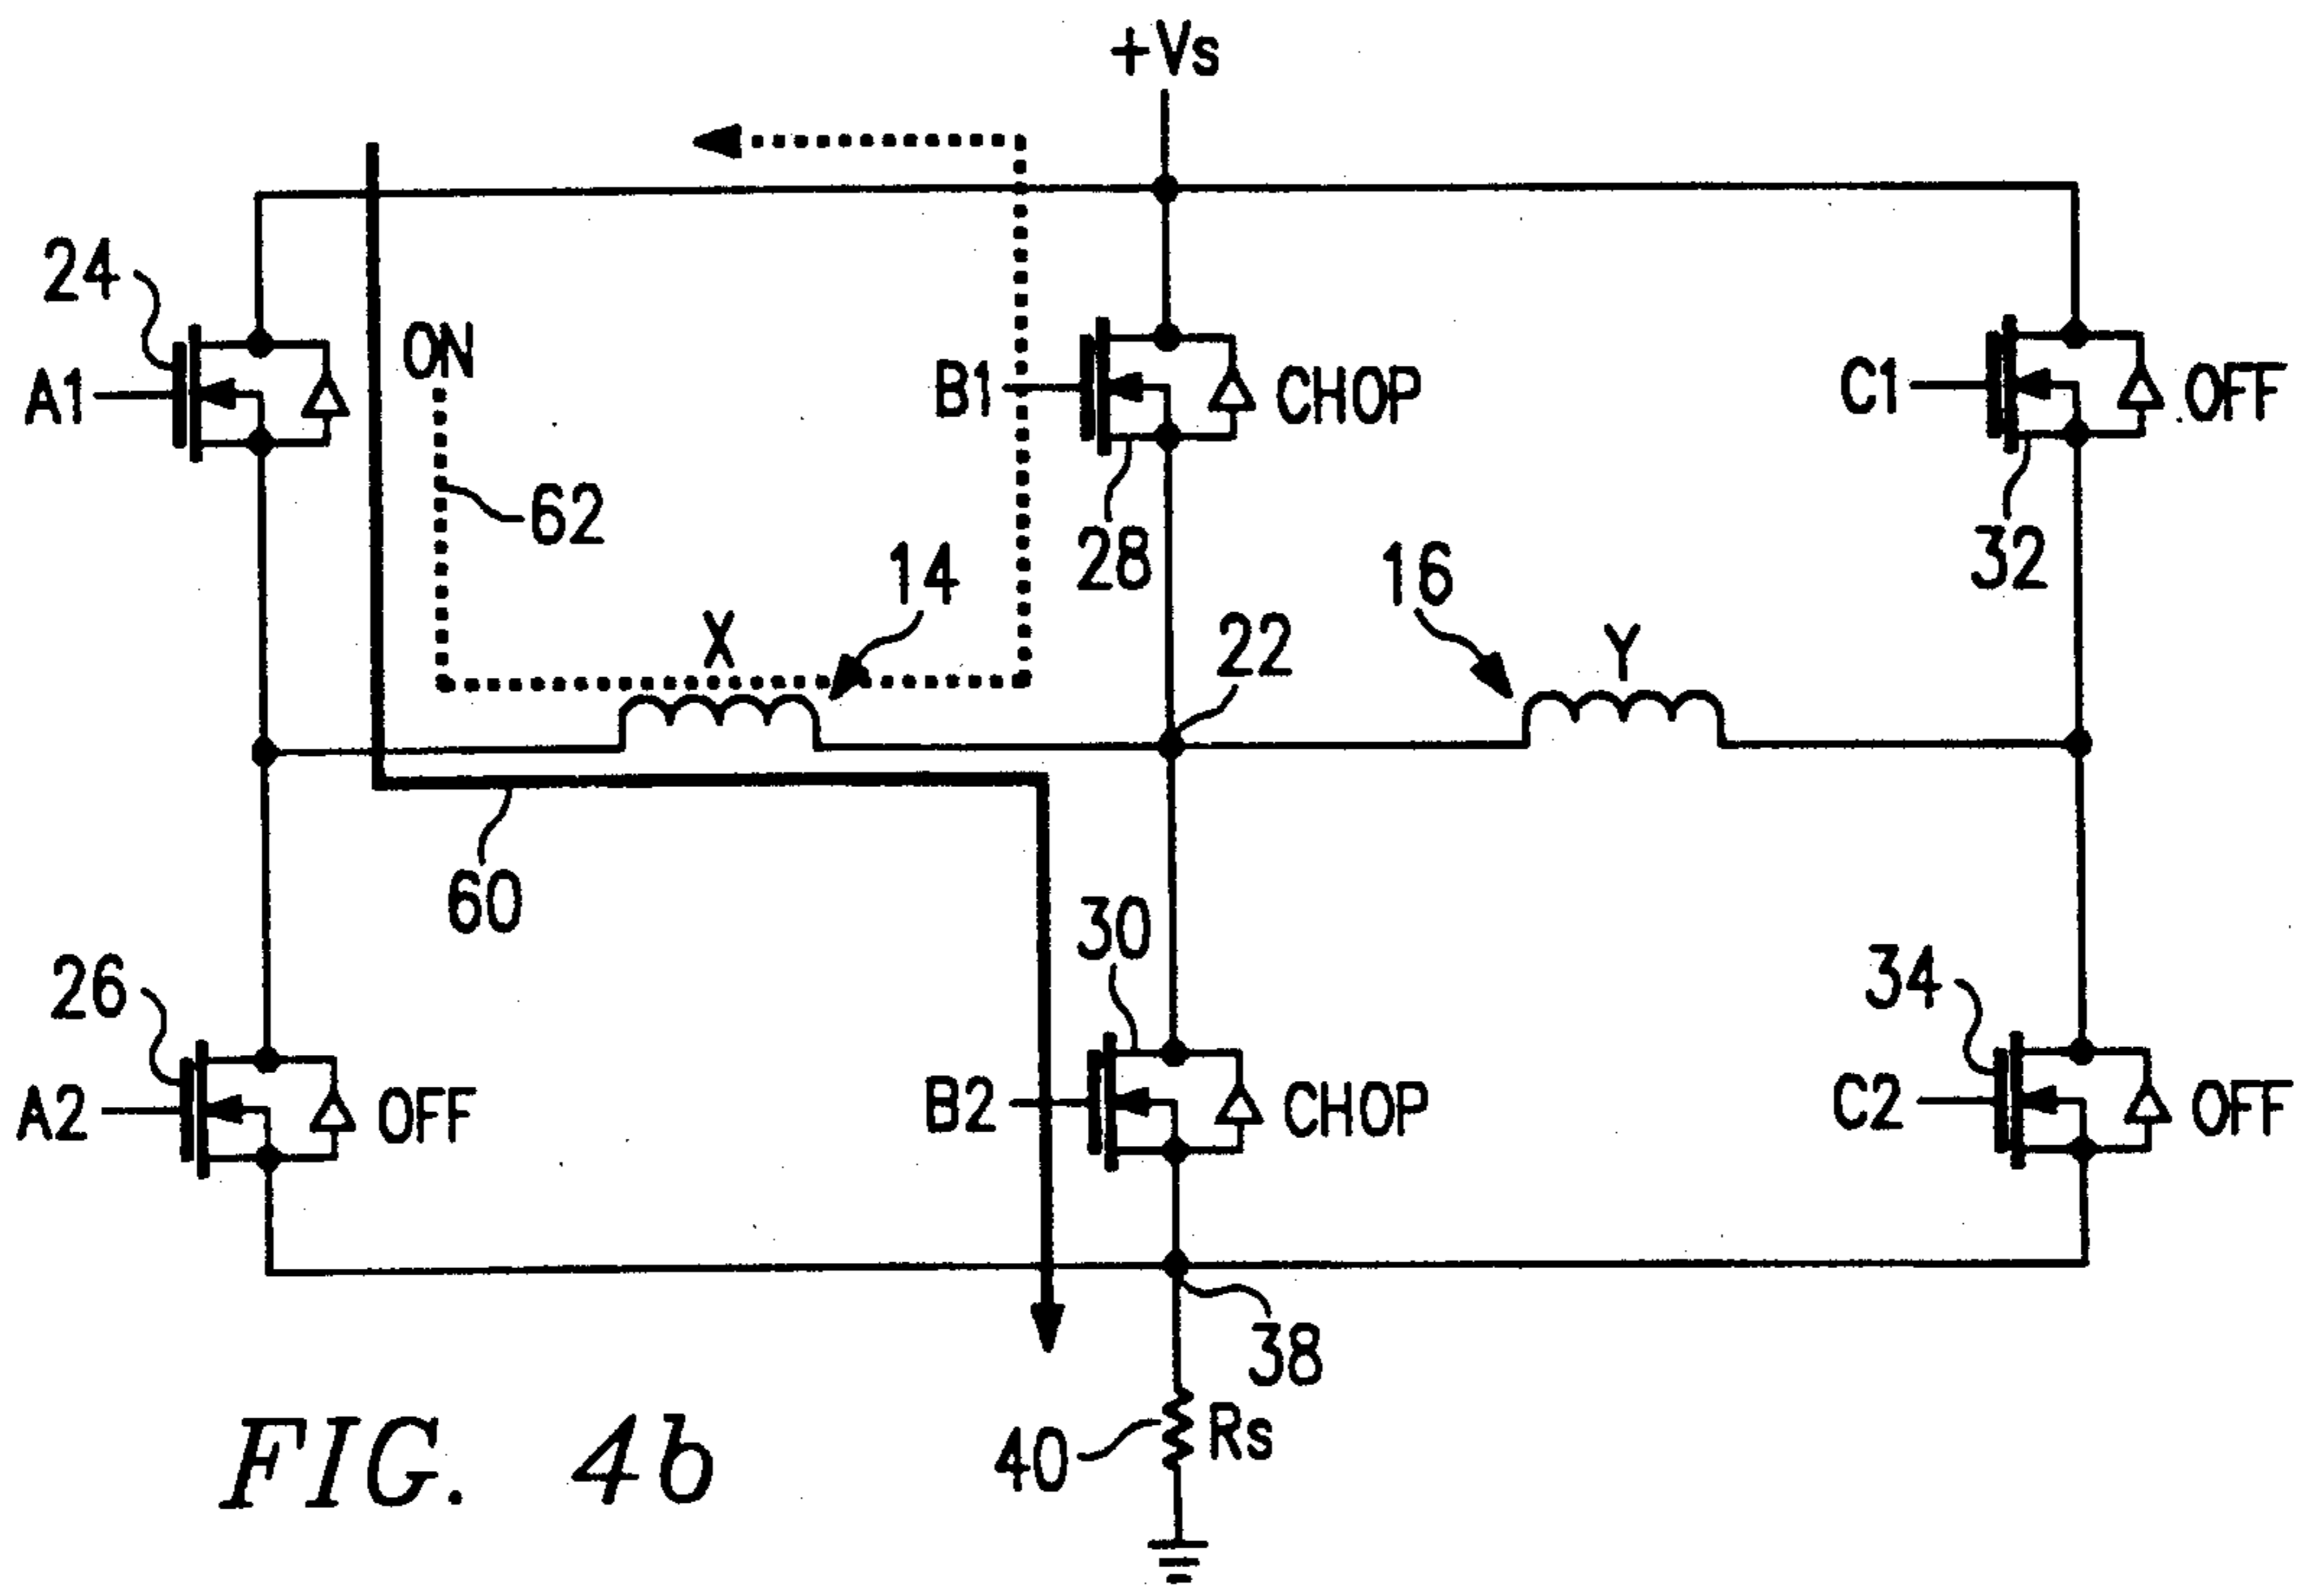 +Vs
24
ON
A1
B1
CHOP
C1
OFF
62
28
32
14
16
X
22
Y
60
30
26
34
A2
OFF
B2
CHOP
C2
OFF
38
40
Rs
FIG. 4b